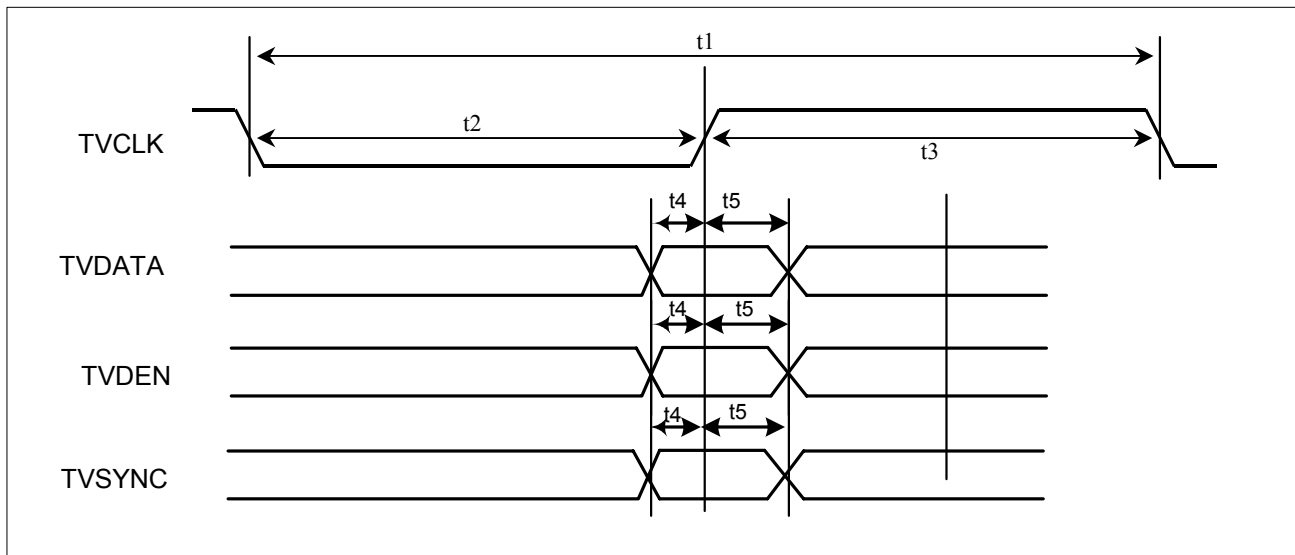 t1
t2
TVCLK
t3
t4 t5
TVDATA
t4 t5
TVDEN
t4 t5
TVSYNC